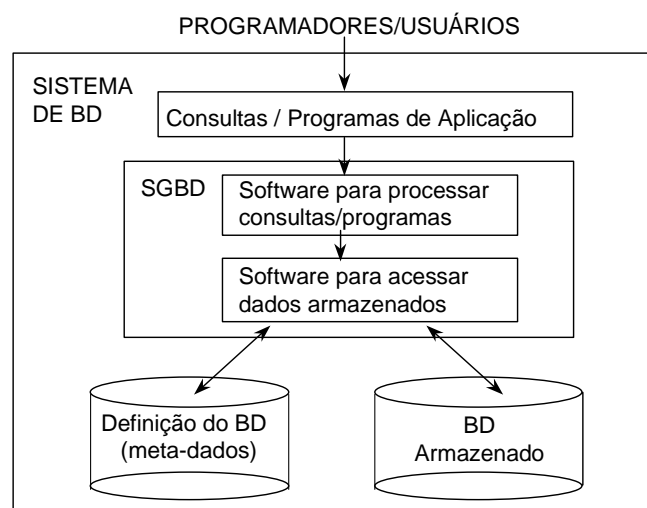 PROGRAMADORES/USUÁRIOS
SISTEMA
DE BD
Consultas / Programas de Aplicação
SGBD
Software para processar
consultas/programas
Software para acessar
dados armazenados
Definição do BD
(meta-dados)
BD
Armazenado